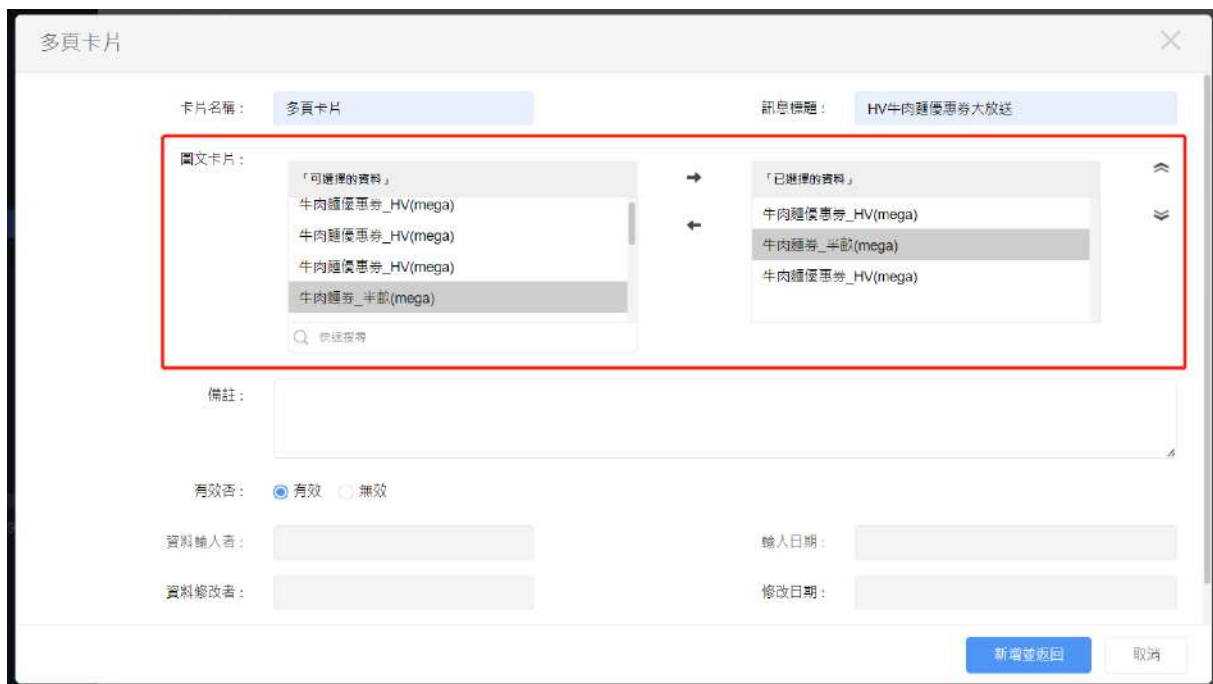 多頁卡片
卡片名稱：
多頁卡片
訊息標題：
HV牛肉麵優惠券大放送
圖文卡片：
「可選擇的資料」
牛肉麵優惠券_HV(mega)
牛肉麵優惠券_HV(mega)
牛肉麵優惠券_HV(mega)
牛肉麵券_半畝(mega)
快速搜尋
「已選擇的資料」
牛肉麵優惠券_HV(mega)
牛肉麵券_半畝(mega)
牛肉麵優惠券_HV(mega)
備註：
有效否：
有效
無效
資料輸入者：
輸入日期：
資料修改者：
修改日期：
新增並返回
取消